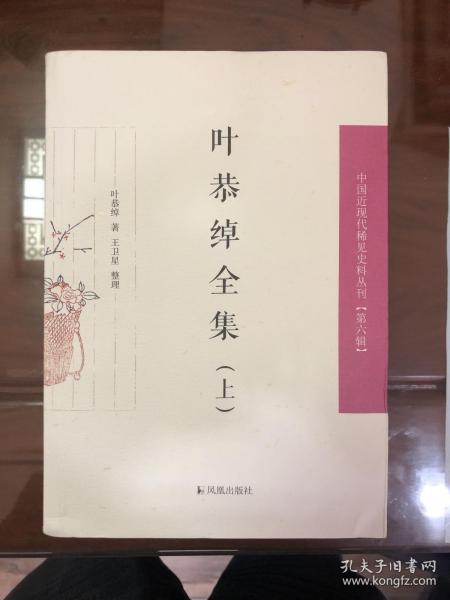 中国近现代稀见史料丛刊【第六辑】
叶恭绰全集(上)
叶恭绰 著 王卫星 整理
凤凰出版社
孔夫子旧书网
www.kongfz.com